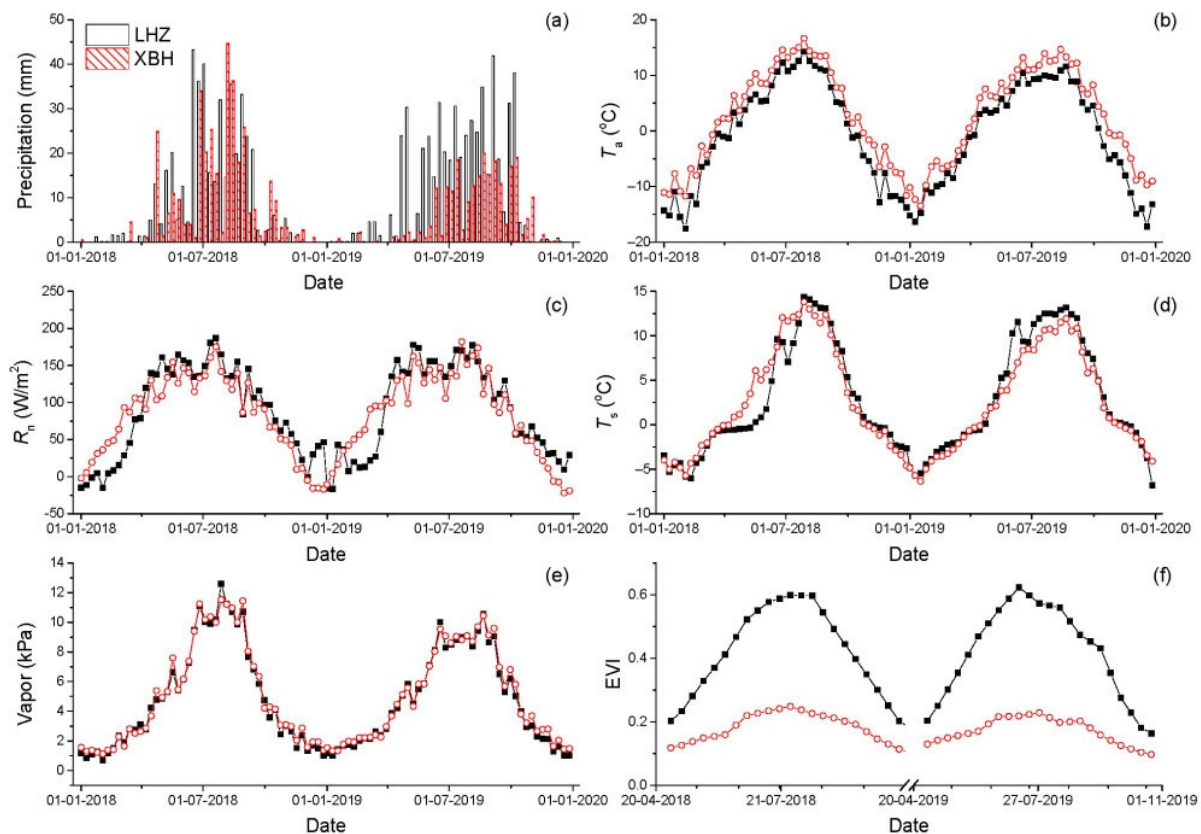 (a)
LHZ
XBH
Precipitation (mm)
50
40
30
20
10
0
01-01-2018 01-07-2018 01-01-2019 01-07-2019 01-01-2020
Date
(b)
Ta (°C)
20
10
0
–10
–20
01-01-2018 01-07-2018 01-01-2019 01-07-2019 01-01-2020
Date
(c)
Rn (W/m²)
250
200
150
100
50
0
-50
01-01-2018 01-07-2018 01-01-2019 01-07-2019 01-01-2020
Date
(d)
Ts (°C)
15
10
5
0
–5
–10
01-01-2018 01-07-2018 01-01-2019 01-07-2019 01-01-2020
Date
(e)
Vapor (kPa)
14
12
10
8
6
4
2
0
01-01-2018 01-07-2018 01-01-2019 01-07-2019 01-01-2020
Date
(f)
EVI
0.6
0.4
0.2
0.0
20-04-2018 21-07-2018 20-04-2019 27-07-2019 01-11-2019
Date